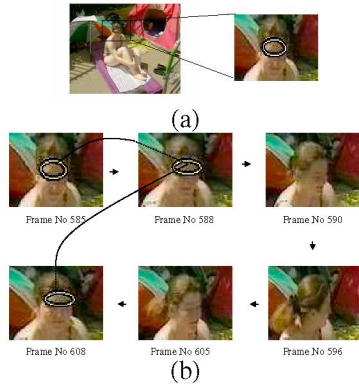 (a)
Frame No 585
Frame No 588
Frame No 590
Frame No 608
Frame No 605
Frame No 596
(b)